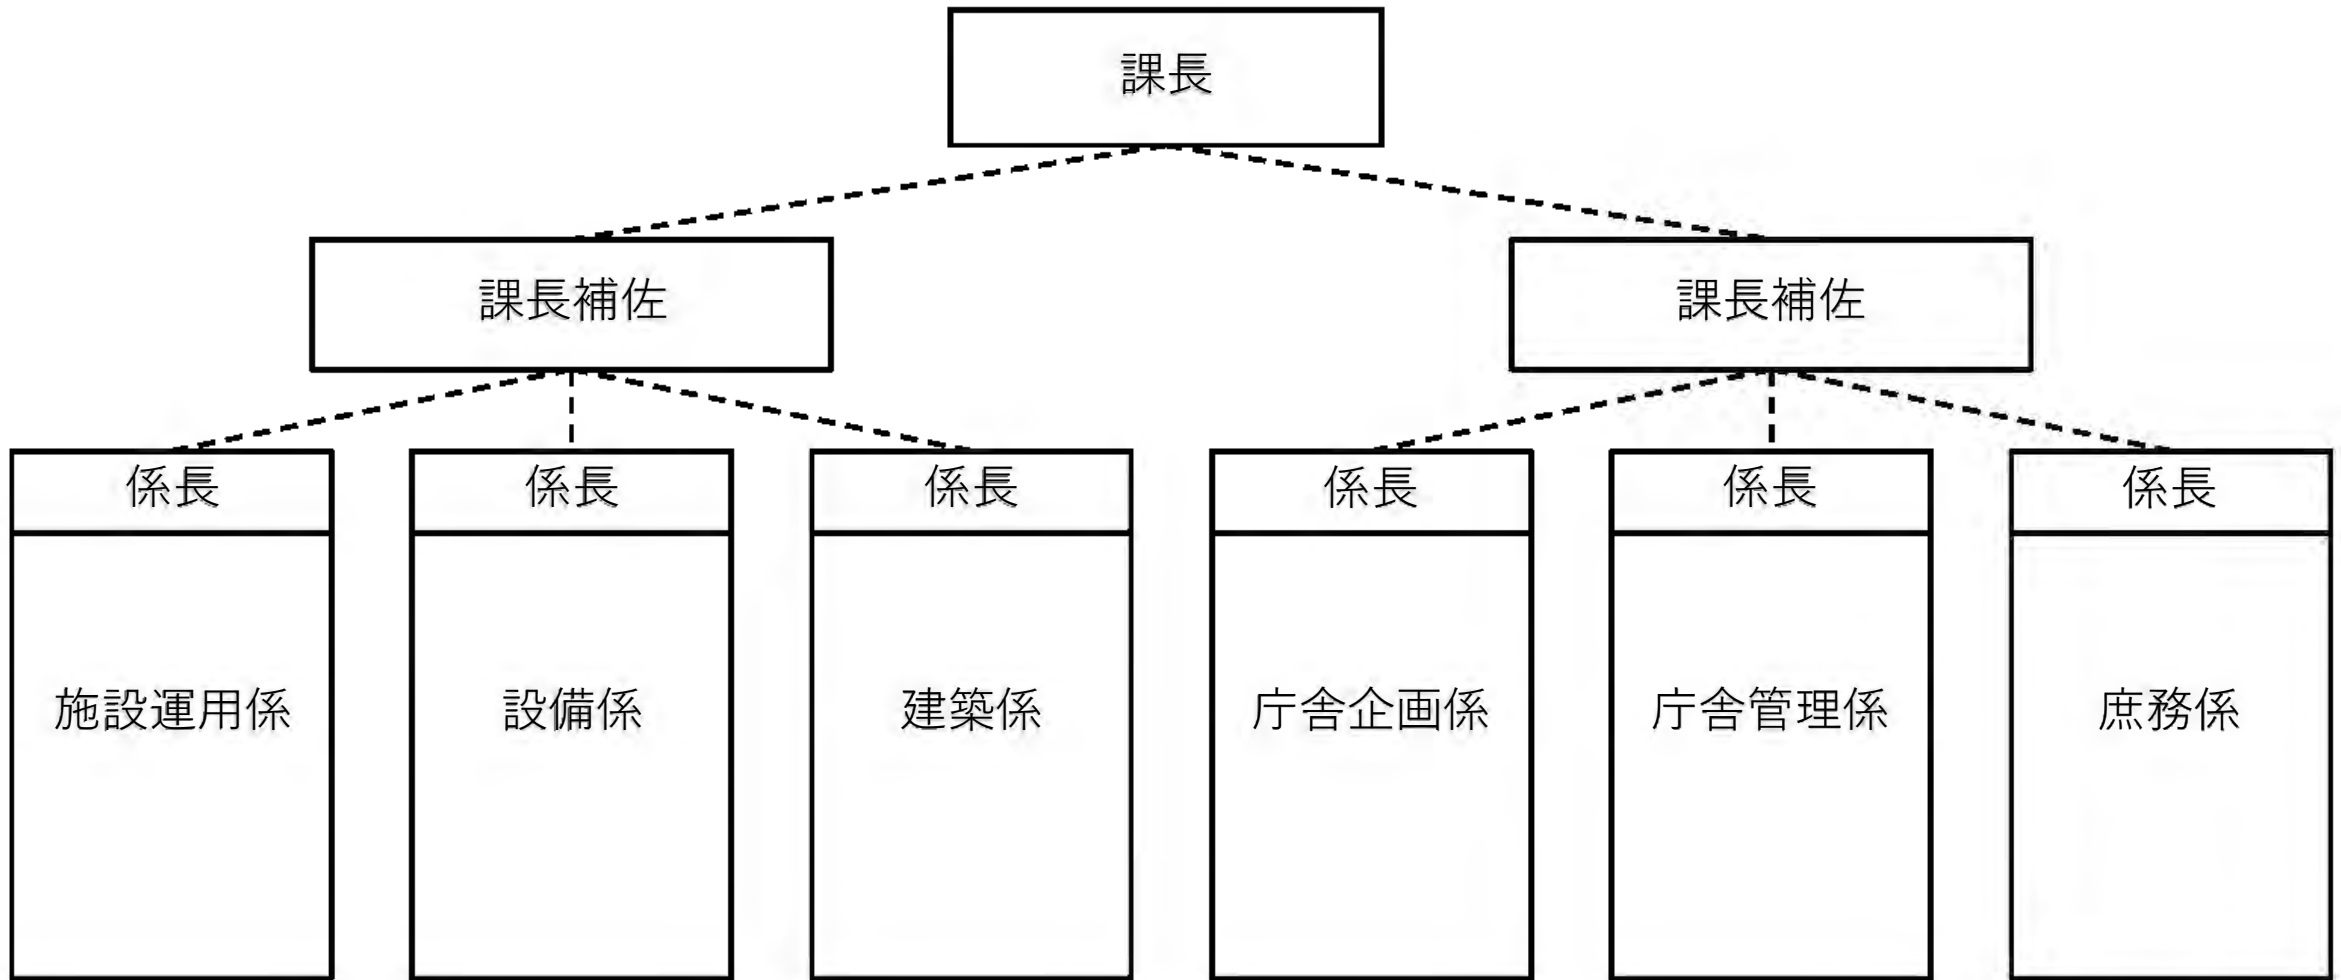 課長
課長補佐
課長補佐
係長
係長
係長
係長
係長
係長
施設運用係
設備係
建築係
庁舎企画係
庁舎管理係
庶務係